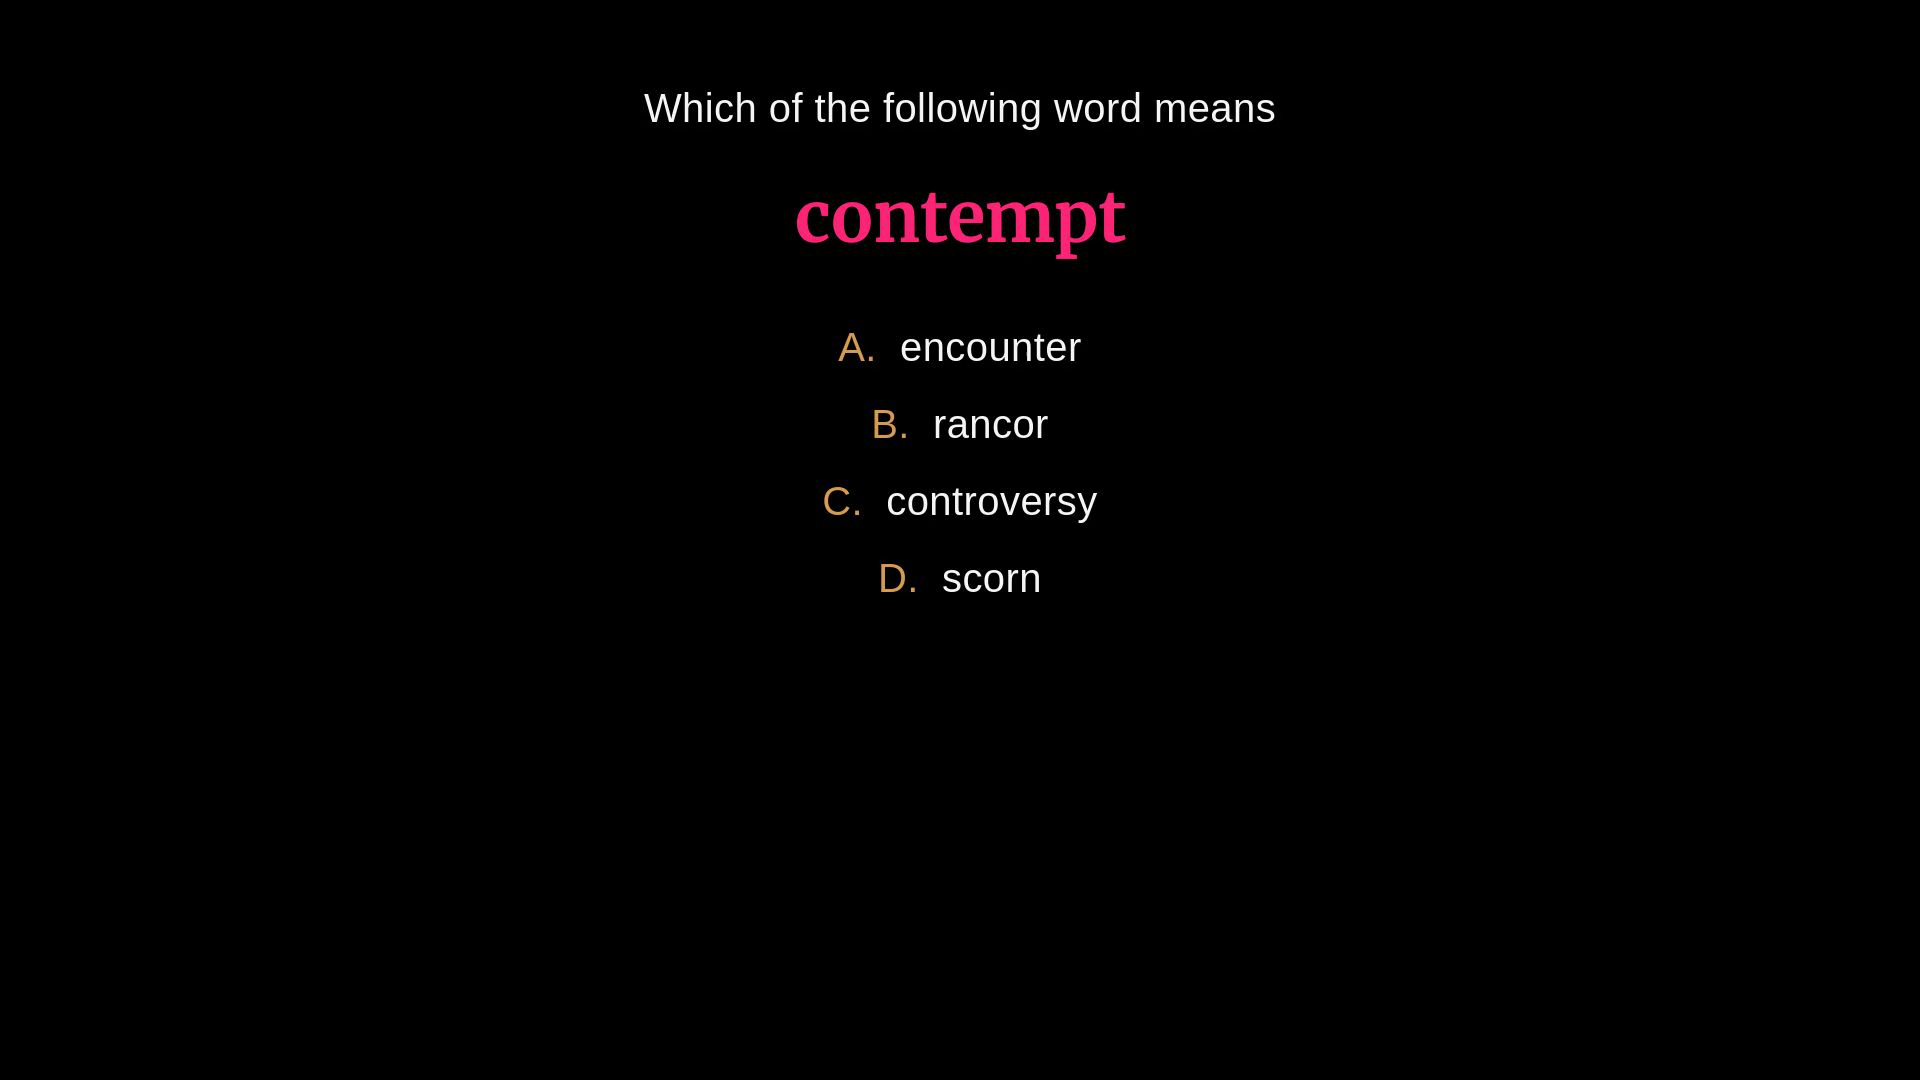 Which of the following word means
contempt
A. encounter
B. rancor
C. controversy
D. scorn